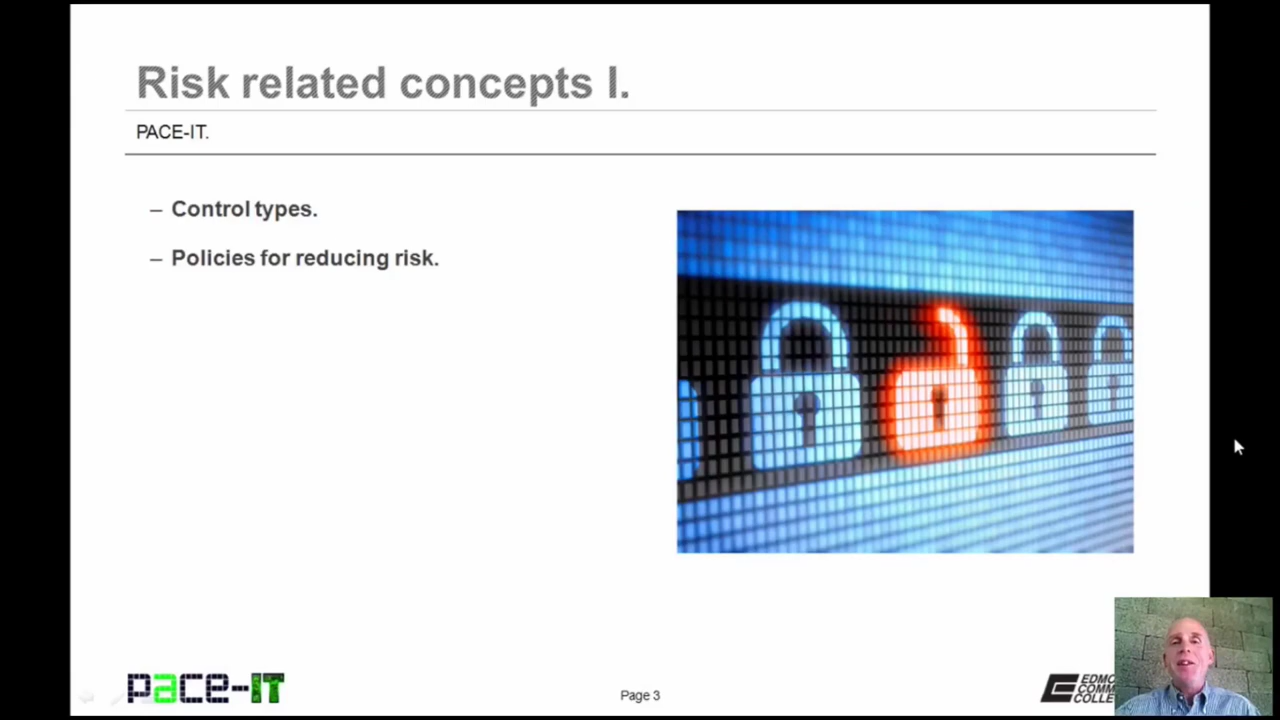 Risk related concepts I.
PACE-IT.
– Control types.
– Policies for reducing risk.
pace-IT
Page 3